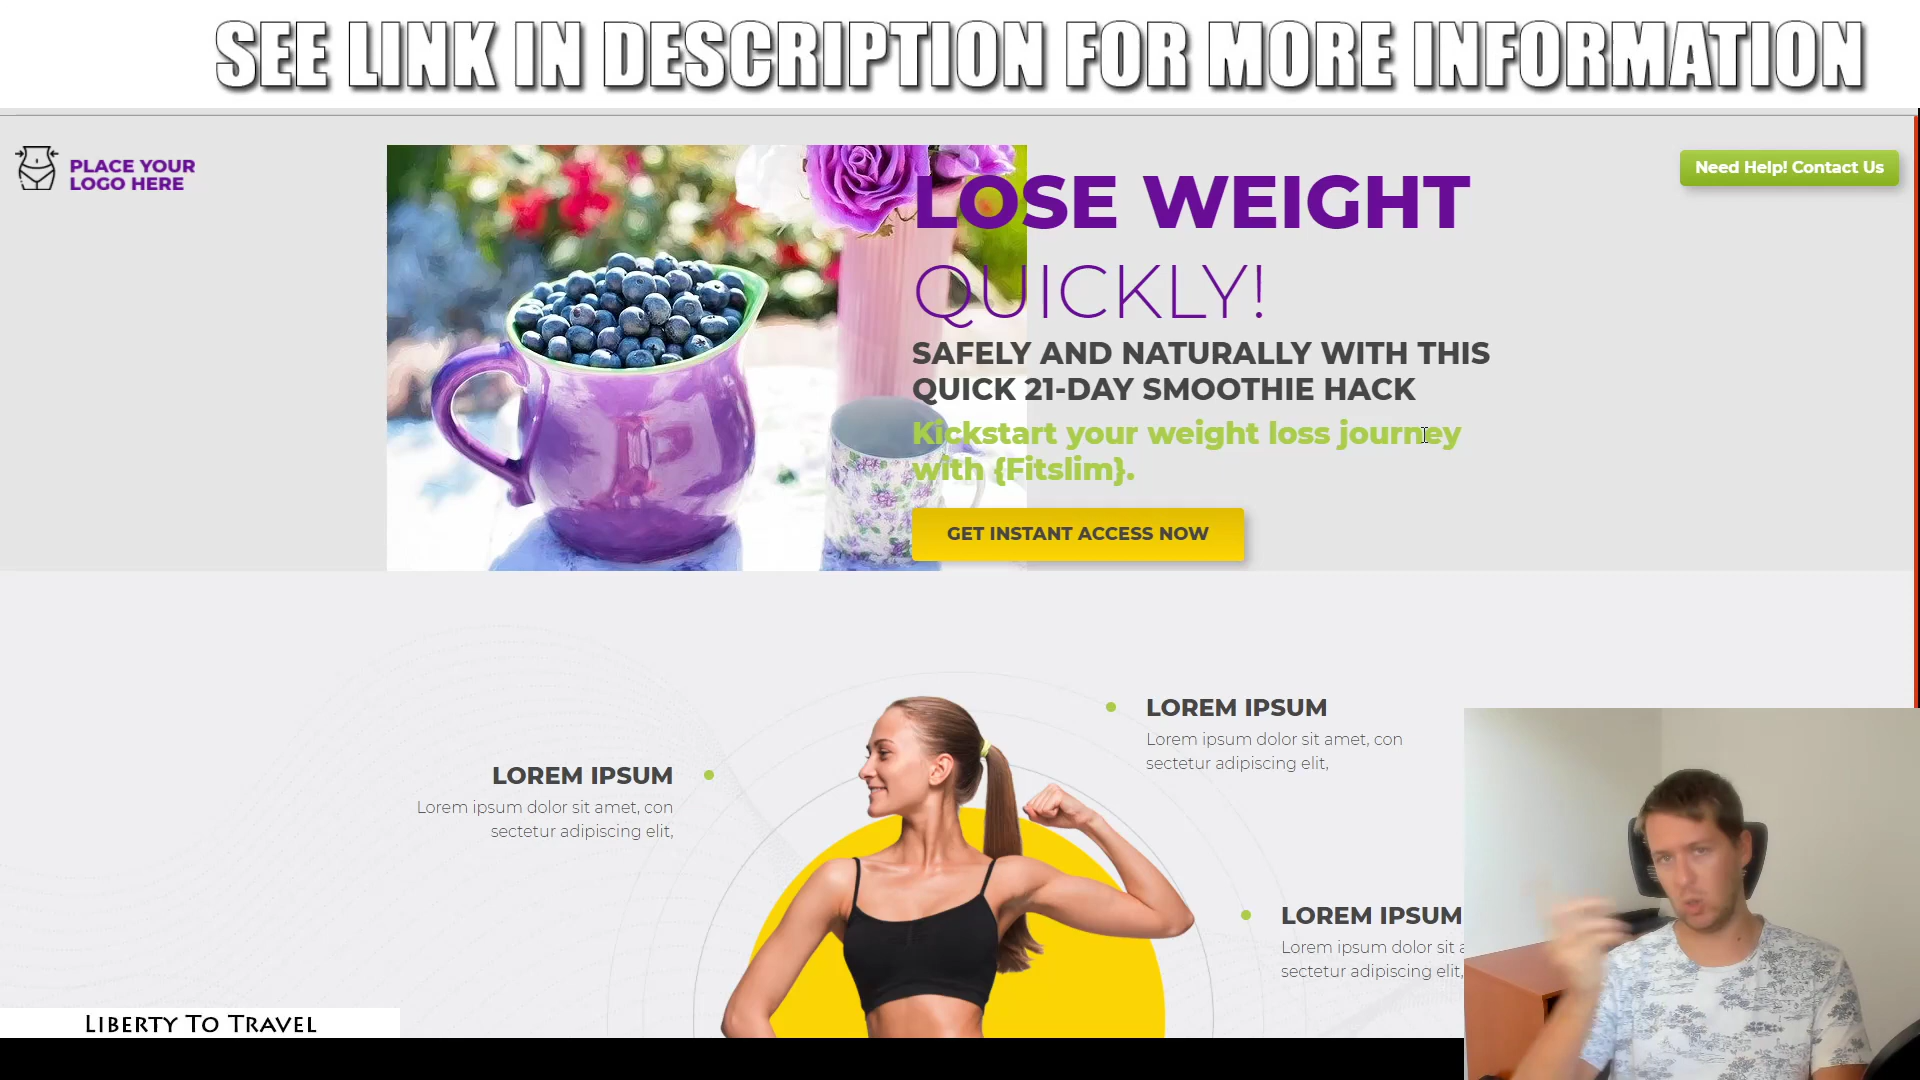 SEE LINK IN DESCRIPTION FOR MORE INFORMATION
PLACE YOUR
LOGO HERE
LOSE WEIGHT
QUICKLY!
SAFELY AND NATURALLY WITH THIS
QUICK 21-DAY SMOOTHIE HACK
Kickstart your weight loss journey
with {Fitslim}.
GET INSTANT ACCESS NOW
Need Help! Contact Us
LOREM IPSUM
Lorem ipsum dolor sit amet, con
sectetur adipiscing elit,
LOREM IPSUM
Lorem ipsum dolor sit amet, con
sectetur adipiscing elit,
LOREM IPSUM
Lorem ipsum dolor sit a
sectetur adipiscing elit,
LIBERTY TO TRAVEL